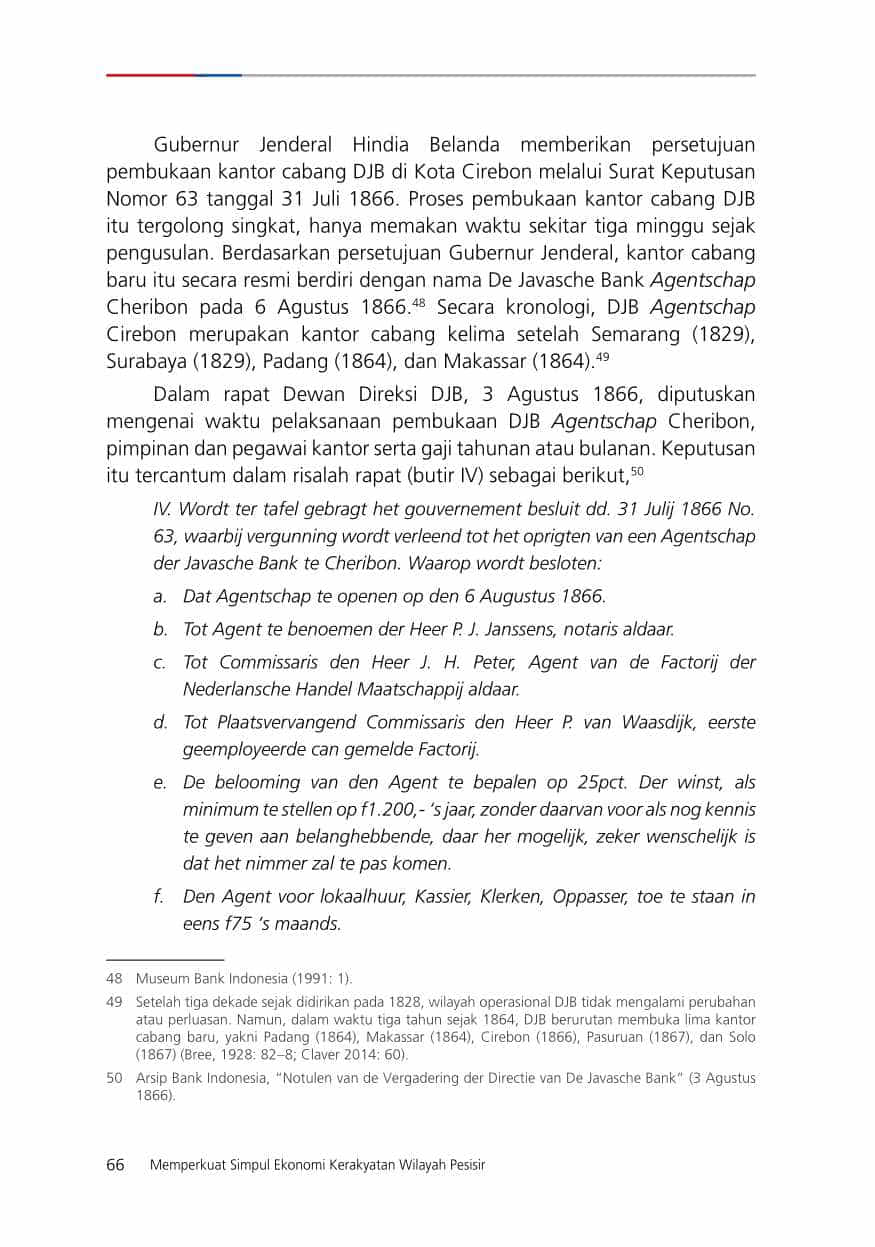 Gubernur Jenderal Hindia Belanda memberikan persetujuan
pembukaan kantor cabang DJB di Kota Cirebon melalui Surat Keputusan
Nomor 63 tanggal 31 Juli 1866. Proses pembukaan kantor cabang DJB
itu tergolong singkat, hanya memakan waktu sekitar tiga minggu sejak
pengusulan. Berdasarkan persetujuan Gubernur Jenderal, kantor cabang
baru itu secara resmi berdiri dengan nama De Javasche Bank Agentschap
Cheribon pada 6 Agustus 1866.48 Secara kronologi, DJB Agentschap
Cirebon merupakan kantor cabang kelima setelah Semarang (1829),
Surabaya (1829), Padang (1864), dan Makassar (1864).49
Dalam rapat Dewan Direksi DJB, 3 Agustus 1866, diputuskan
mengenai waktu pelaksanaan pembukaan DJB Agentschap Cheribon,
pimpinan dan pegawai kantor serta gaji tahunan atau bulanan. Keputusan
itu tercantum dalam risalah rapat (butir IV) sebagai berikut,50
IV. Wordt ter tafel gebragt het gouvernement besluit dd. 31 Julij 1866 No.
63, waarbij vergunning wordt verleend tot het oprigten van een Agentschap
der Javasche Bank te Cheribon. Waarop wordt besloten:
a. Dat Agentschap te openen op den 6 Augustus 1866.
b. Tot Agent te benoemen der Heer P. J. Janssens, notaris aldaar.
c. Tot Commissaris den Heer J. H. Peter, Agent van de Factorij der
Nederlansche Handel Maatschappij aldaar.
d. Tot Plaatsvervangend Commissaris den Heer P. van Waasdijk, eerste
geemployeerde can gemelde Factorij.
e. De belooming van den Agent te bepalen op 25pct. Der winst, als
minimum te stellen op f1.200,- ‘s jaar, zonder daarvan voor als nog kennis
te geven aan belanghebbende, daar her mogelijk, zeker wenschelijk is
dat het nimmer zal te pas komen.
f. Den Agent voor lokaalhuur, Kassier, Klerken, Oppasser, toe te staan in
eens f75 ‘s maands.
48 Museum Bank Indonesia (1991: 1).
49 Setelah tiga dekade sejak didirikan pada 1828, wilayah operasional DJB tidak mengalami perubahan
atau perluasan. Namun, dalam waktu tiga tahun sejak 1864, DJB berurutan membuka lima kantor
cabang baru, yakni Padang (1864), Makassar (1864), Cirebon (1866), Pasuruan (1867), dan Solo
(1867) (Bree, 1928: 82–8; Claver 2014: 60).
50 Arsip Bank Indonesia, “Notulen van de Vergadering der Directie van De Javasche Bank” (3 Agustus
1866).
66 Memperkuat Simpul Ekonomi Kerakyatan Wilayah Pesisir